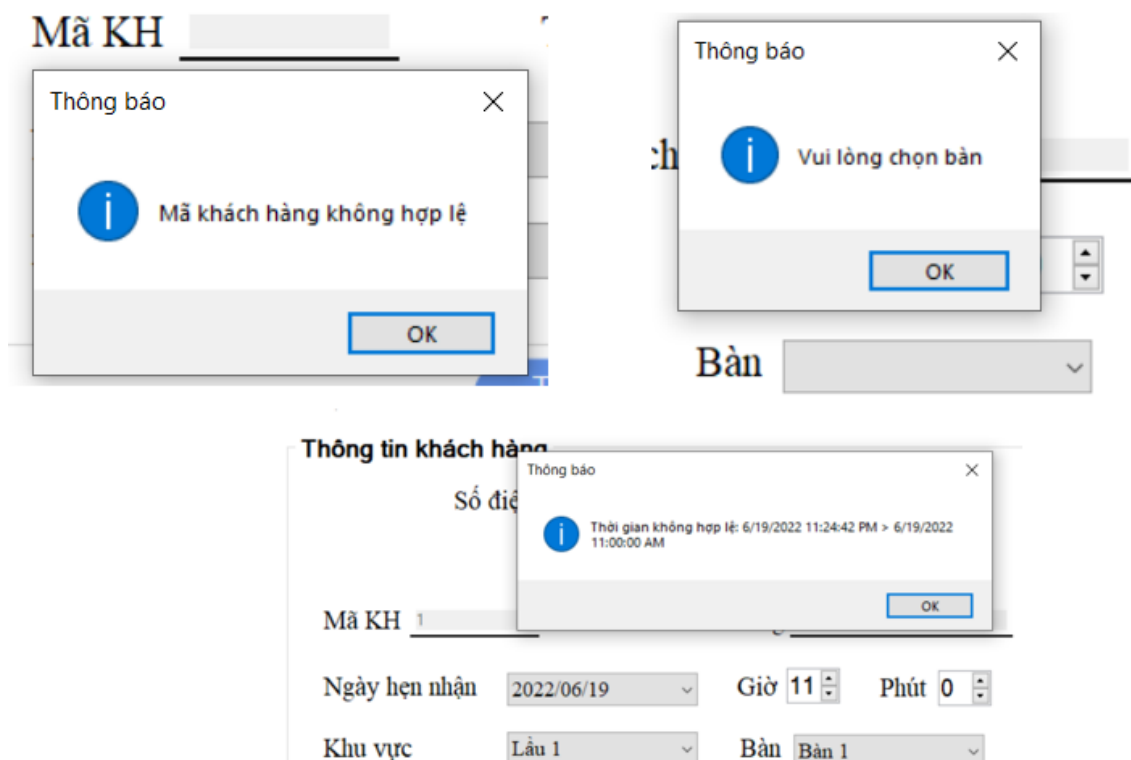 Mã KH
Thông báo
Mã khách hàng không hợp lệ
OK
Thông báo
Vui lòng chọn bàn
OK
Bàn
Thông tin khách hàng
Số
Thông báo
Thời gian không hợp lệ: 6/19/2022 11:24:42 PM > 6/19/2022
11:00:00 AM
OK
Mã KH 1
Ngày hẹn nhận 2022/06/19 Giờ 11 Phút 0
Khu vực Lầu 1 Bàn Bàn 1